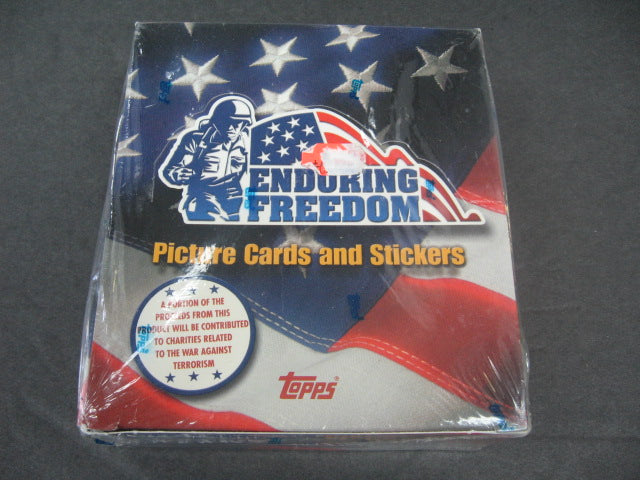 ENDURING
FREEDOM
Picture Cards and Stickers
A PORTION OF THE
PROCEEDS FROM THIS
PRODUCT WILL BE CONTRIBUTED
TO CHARITIES RELATED
TO THE WAR AGAINST
TERRORISM
topps®